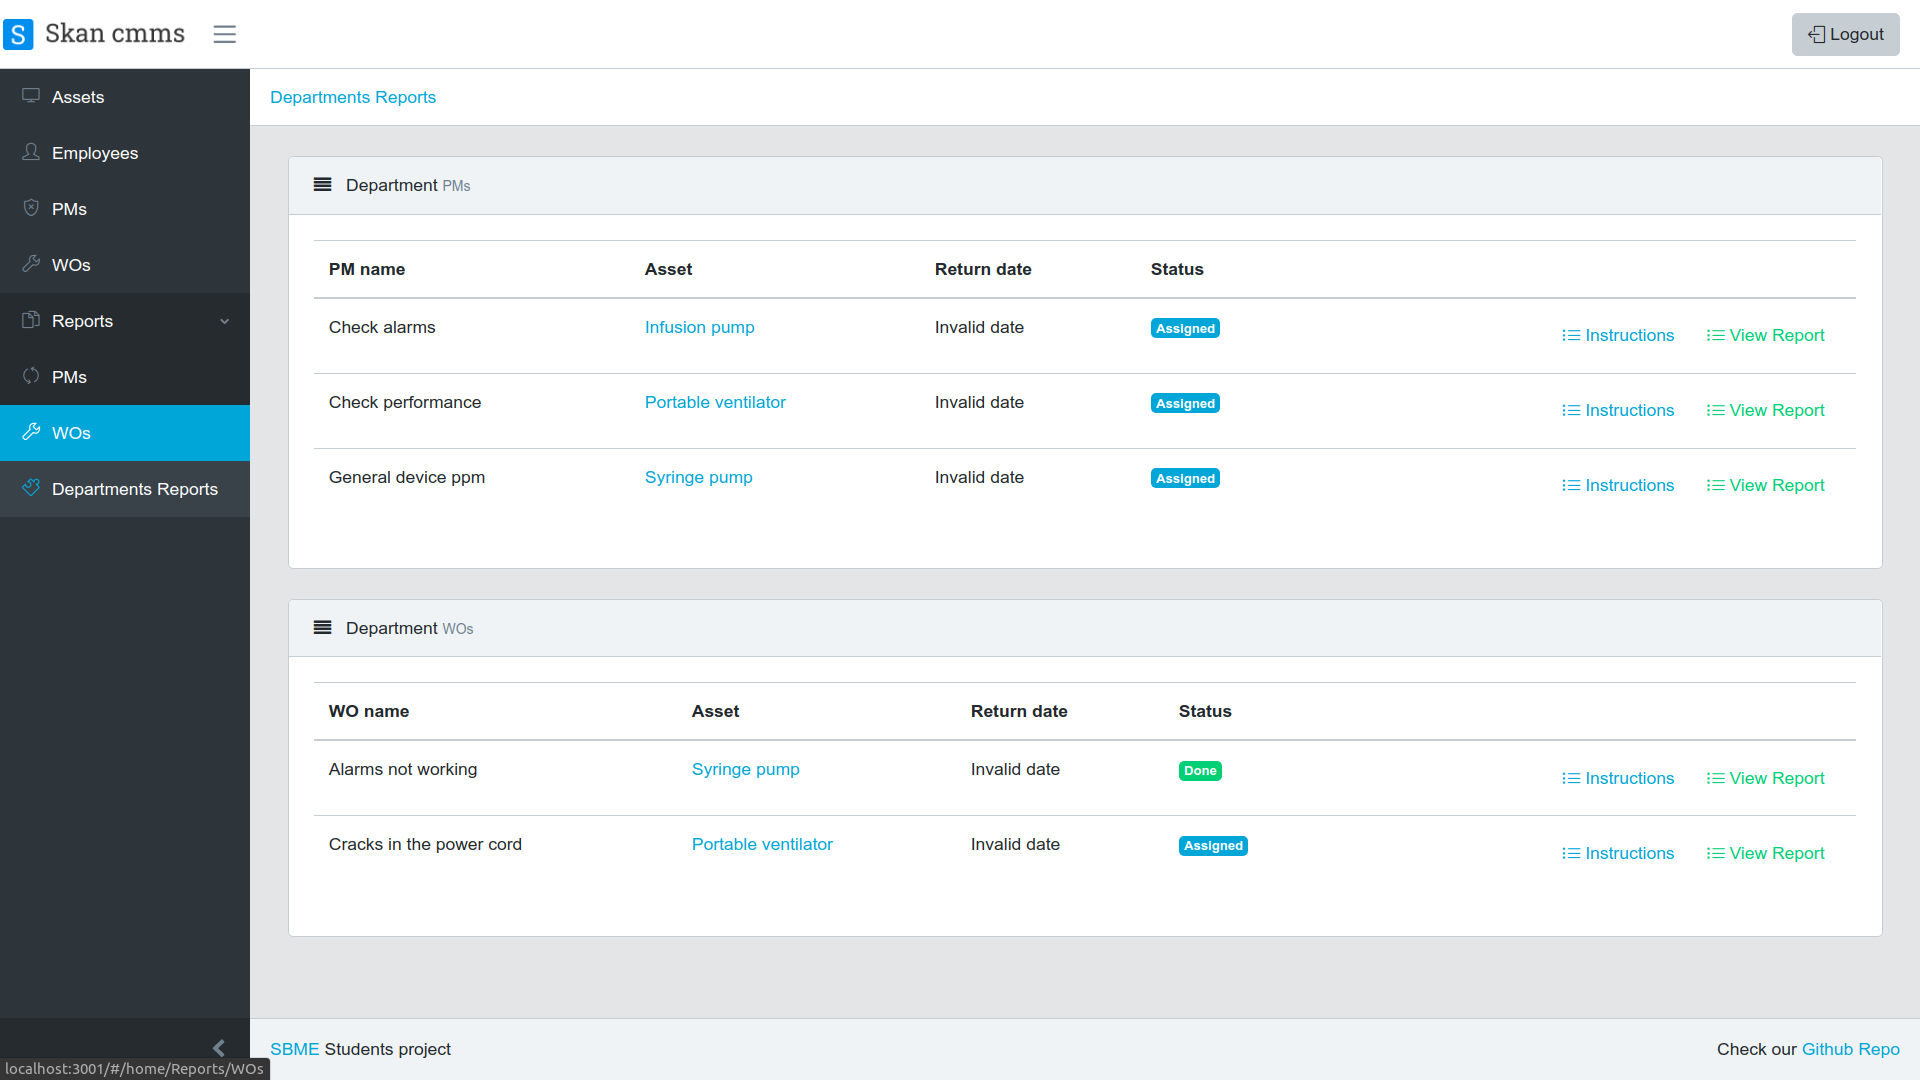 S Skan cmms
Logout
Assets
Employees
PMs
WOs
Reports
PMs
WOs
Departments Reports
Departments Reports
Department PMs
PM name Asset Return date Status
Check alarms Infusion pump Invalid date Assigned Instructions View Report
Check performance Portable ventilator Invalid date Assigned Instructions View Report
General device ppm Syringe pump Invalid date Assigned Instructions View Report
Department WOs
WO name Asset Return date Status
Alarms not working Syringe pump Invalid date Done Instructions View Report
Cracks in the power cord Portable ventilator Invalid date Assigned Instructions View Report
SBME Students project
Check our Github Repo
localhost:3001/#/home/Reports/WOs